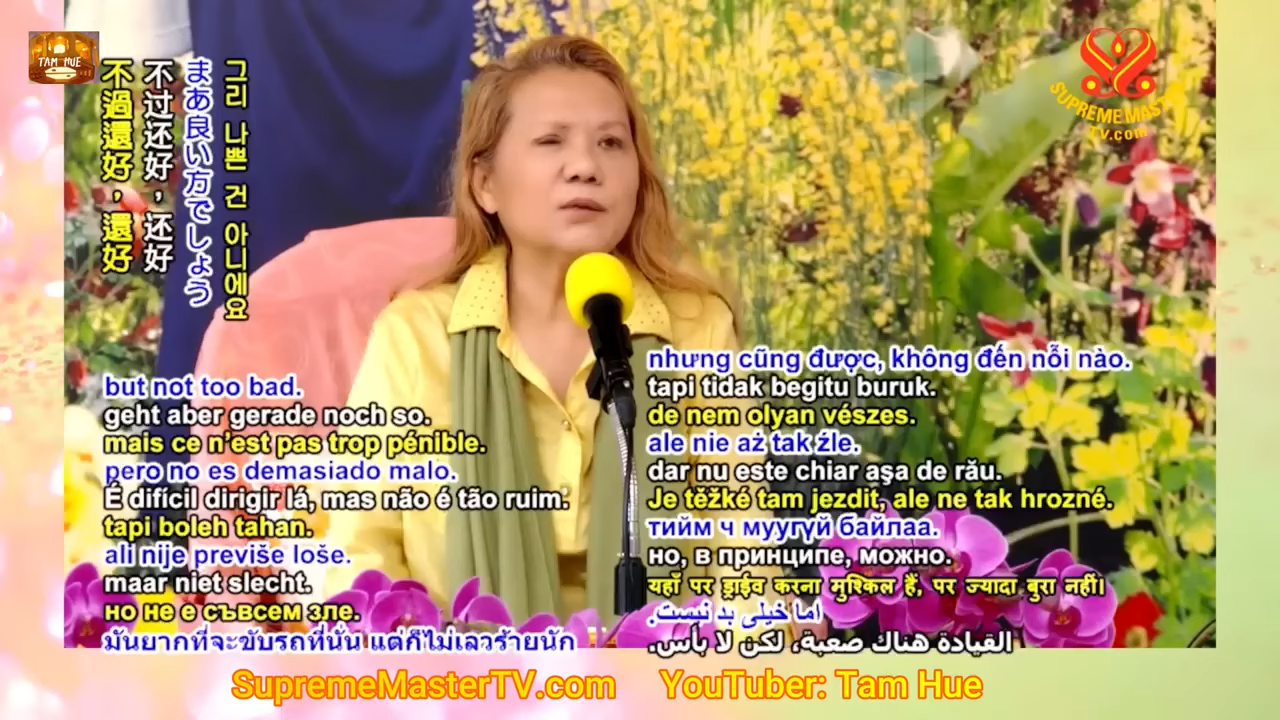 TAM HUE
不過還好，還好
不过还好，还好
まあ良い方でしょう
그리 나쁜 건 아니에요
SUPREME MASTER
TV.com
but not too bad.
geht aber gerade noch so.
mais ce n'est pas trop pénible.
pero no es demasiado malo.
É difícil dirigir lá, mas não é tão ruim.
tapi boleh tahan.
ali nije previše loše.
maar niet slecht.
но не е съвсем зле.
มันยากที่จะขับรถที่นั่น แต่ก็ไม่เลวร้ายนัก
nhưng cũng được, không đến nỗi nào.
tapi tidak begitu buruk.
de nem olyan vészes.
ale nie aż tak źle.
dar nu este chiar aşa de rău.
Je těžké tam jezdit, ale ne tak hrozné.
тийм ч муугүй байлаа.
но, в принципе, можно.
यहाँ पर ड्राईव करना मुश्किल हैं, पर ज्यादा बुरा नहीं।
اما خیلی بد نیست.
القيادة هناك صعبة، لكن لا بأس.
SupremeMasterTV.com
YouTuber: Tam Hue